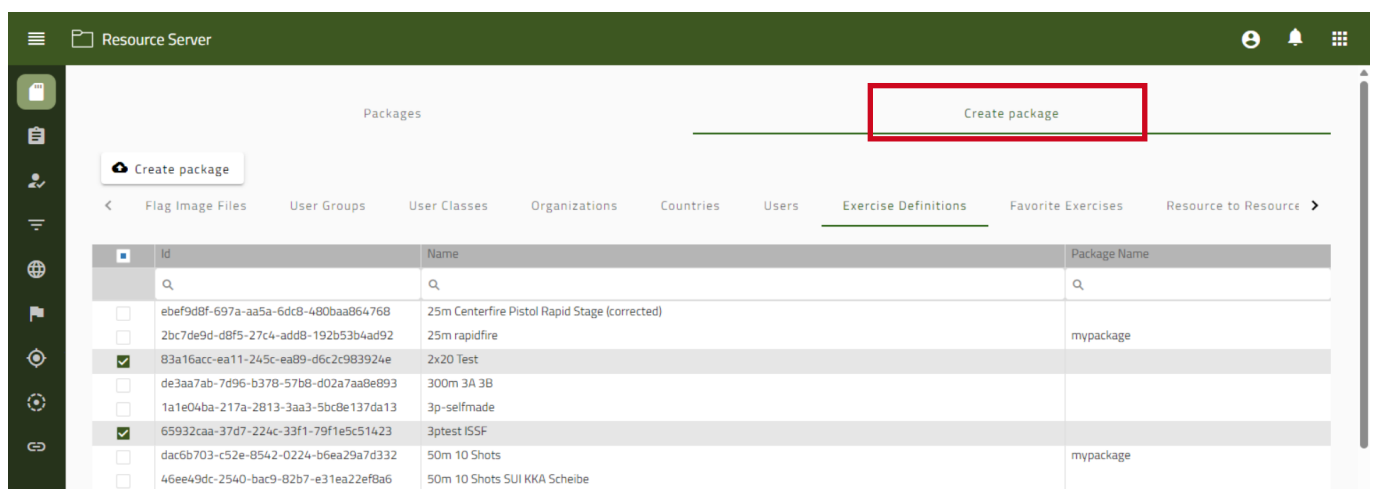 Resource Server
Packages Create package
Create package
Flag Image Files User Groups User Classes Organizations Countries Users Exercise Definitions Favorite Exercises Resource to Resource
Id Name Package Name
ebef9d8f-697a-aa5a-6dc8-480baa864768 25m Centerfire Pistol Rapid Stage (corrected)
2bc7de9d-d8f5-27c4-add8-192b53b4ad92 25m rapidfire mypackage
83a16acc-ea11-245c-ea89-d6c2c983924e 2x20 Test
de3aa7ab-7d96-b378-57b8-d02a7aa8e893 300m 3A 3B
1a1e04ba-217a-2813-3aa3-5bc8e137da13 3p-selfmade
65932caa-37d7-224c-33f1-79f1e5c51423 3ptest ISSF
dac6b703-c52e-8542-0224-b6ea29a7d332 50m 10 Shots mypackage
46ee49dc-2540-bac9-82b7-e31ea22ef8a6 50m 10 Shots SUI KKA Scheibe